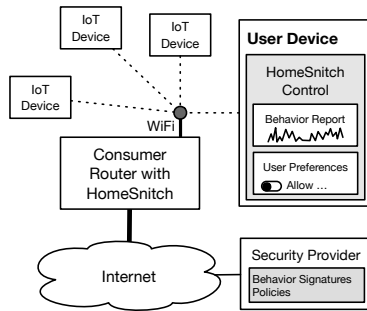 IoT
Device
IoT
Device
IoT
Device
WiFi
Consumer
Router with
HomeSnitch
Internet
User Device
HomeSnitch
Control
Behavior Report
User Preferences
Allow ...
Security Provider
Behavior Signatures
Policies